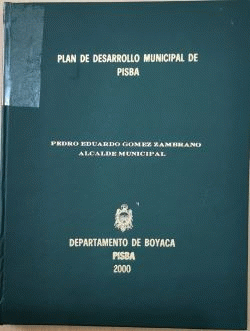 PLAN DE DESARROLLO MUNICIPAL DE
PISBA
PEDRO EDUARDO GOMEZ ZAMBRANO
ALCALDE MUNICIPAL
DEPARTAMENTO DE BOYACA
PISBA
2000